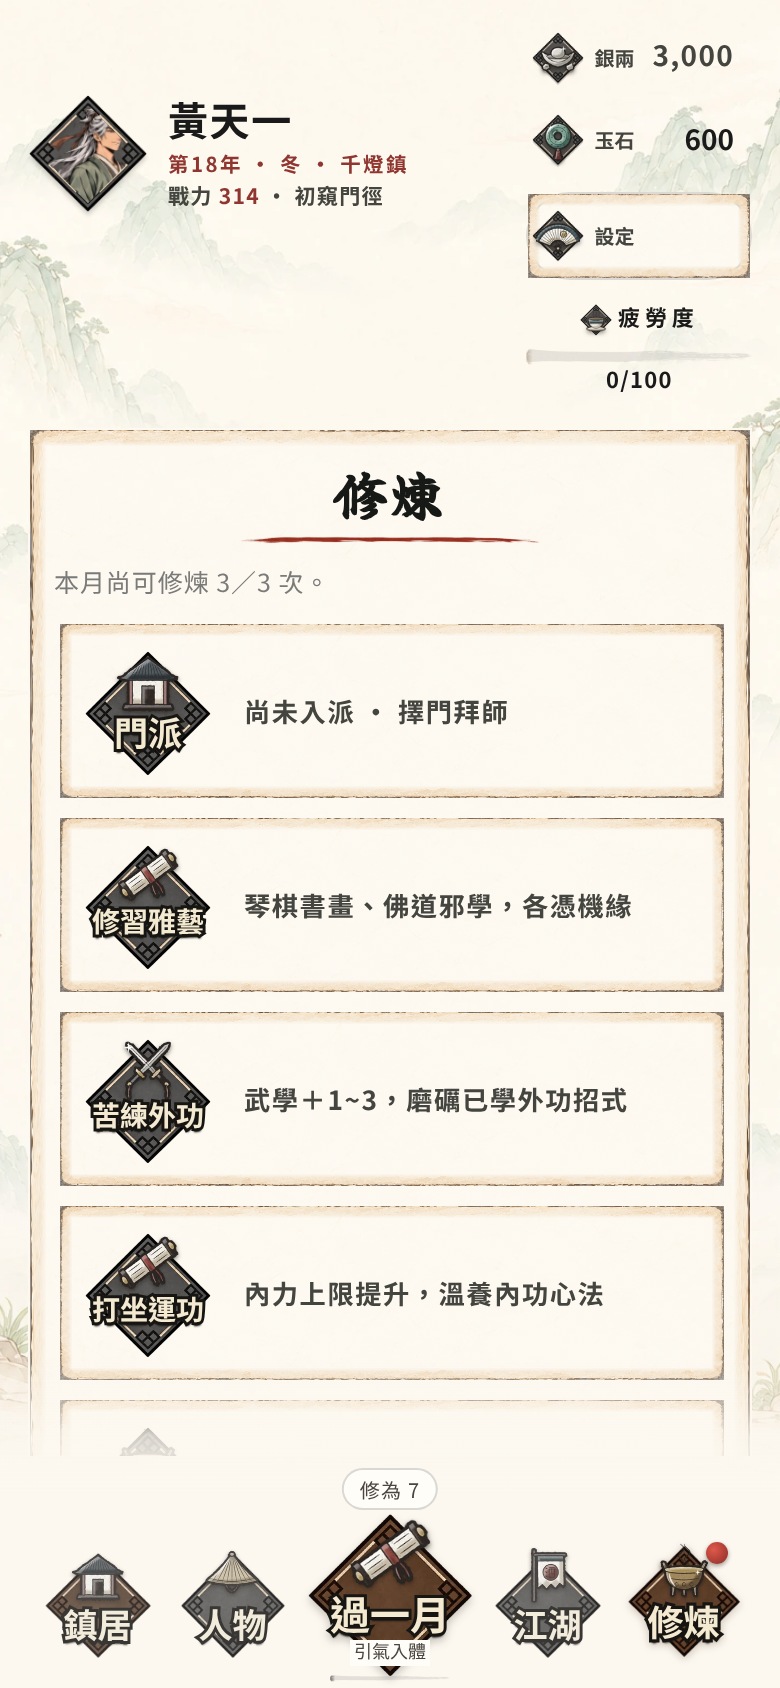 銀兩 3,000
黃天一
玉石 600
第18年 · 冬 · 千燈鎮
戰力 314 · 初窺門徑
設定
疲勞度
0/100
修煉
本月尚可修煉 3／3 次。
門派
尚未入派 · 擇門拜師
修習雅藝
琴棋書畫、佛道邪學，各憑機緣
苦練外功
武學＋1~3，磨礪已學外功招式
打坐運功
內力上限提升，溫養內功心法
修為 7
鎮居
人物
過一月
引氣入體
江湖
修煉